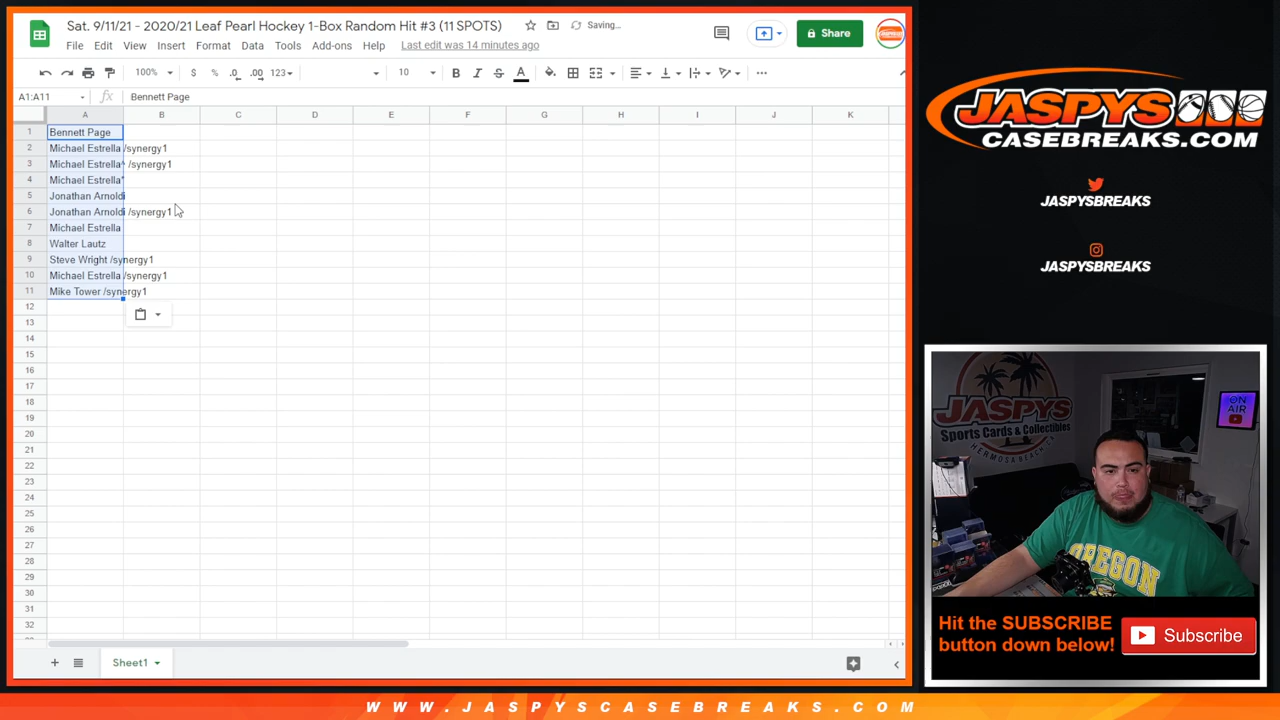 Sat. 9/11/21 - 2020/21 Leaf Pearl Hockey 1-Box Random Hit #3 (11 SPOTS)
Saving...
File Edit View Insert Format Data Tools Add-ons Help Last edit was 14 minutes ago
Share
100% $ % .0 .00 123 10 B I S A
A1:A11 fx Bennett Page
A B C D E F G H I J K
1 Bennett Page
2 Michael Estrella /synergy1
3 Michael Estrella^ /synergy1
4 Michael Estrella*
5 Jonathan Arnoldi
6 Jonathan Arnoldi /synergy1
7 Michael Estrella
8 Walter Lautz
9 Steve Wright /synergy1
10 Michael Estrella /synergy1
11 Mike Tower /synergy1
12
13
14
15
16
17
18
19
20
21
22
23
24
25
26
27
28
29
30
31
32
Sheet1
JASPYS
CASEBREAKS.COM
JASPYSBREAKS
JASPYSBREAKS
JASPYS
Sports Cards & Collectibles
HERMOSA BEACH, CA
ON
AIR
OREGON
Hit the SUBSCRIBE
button down below!
Subscribe
WWW.JASPYSCASEBREAKS.COM